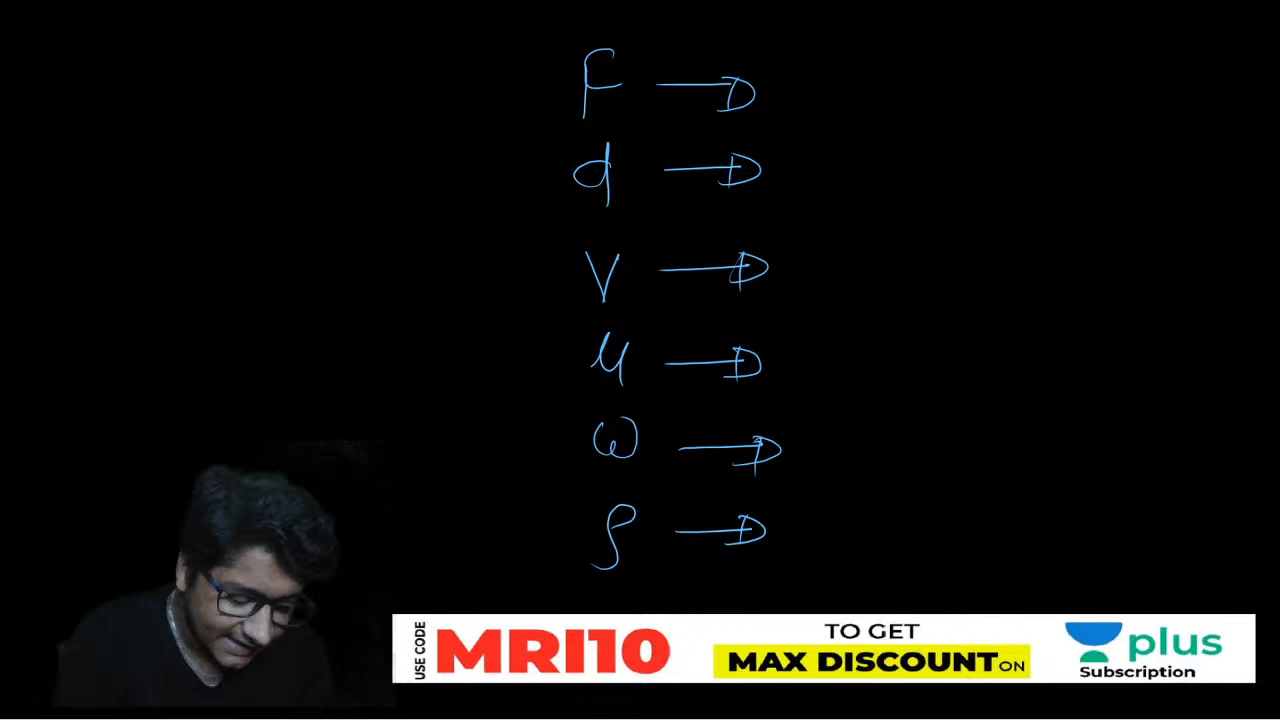 F → D
d → D
V → D
μ → D
ω → D
ρ → D
USE CODE
MRI10
TO GET
MAX DISCOUNT ON
plus
Subscription